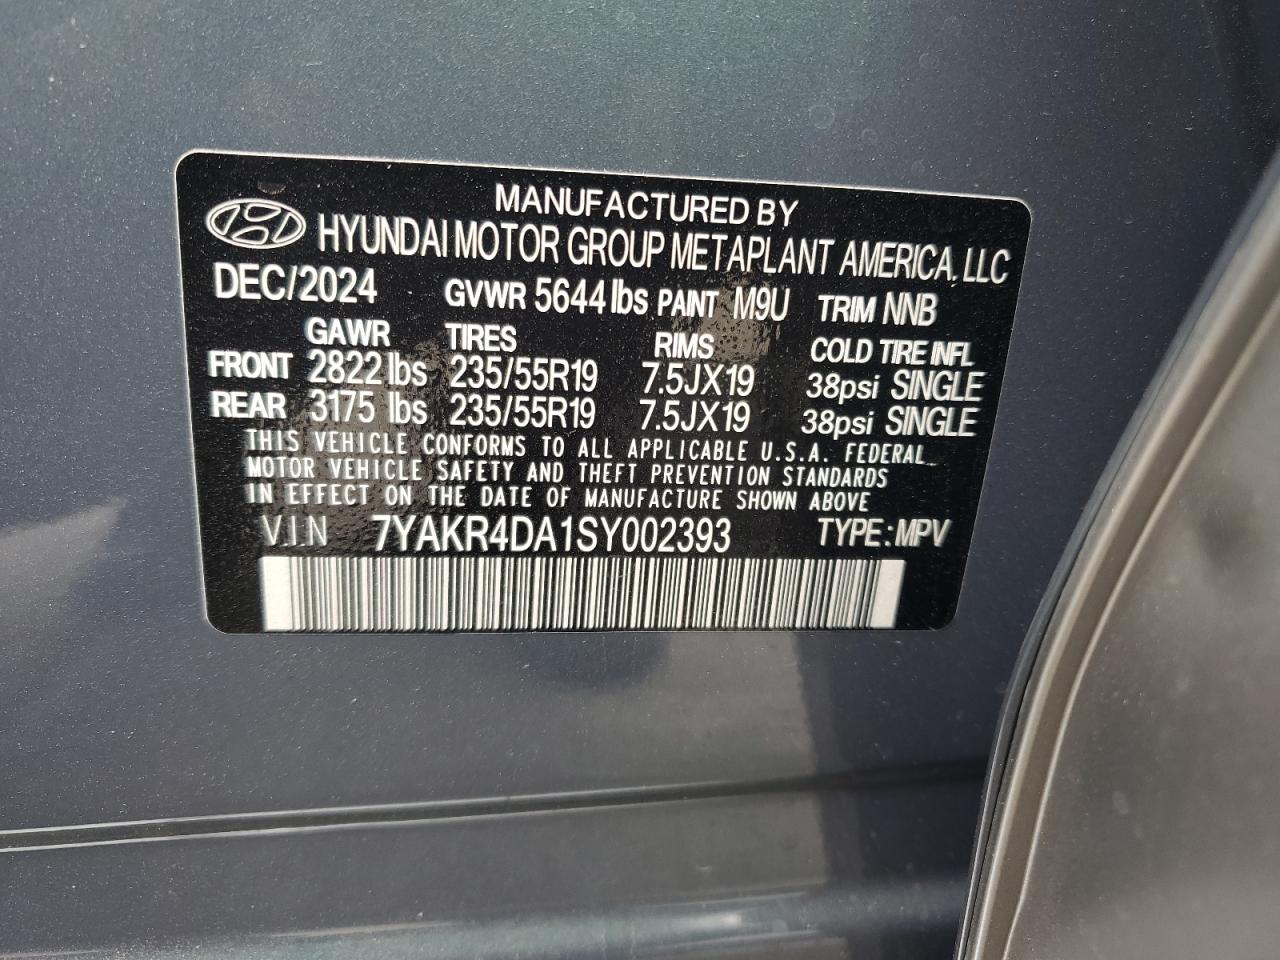 MANUFACTURED BY
HYUNDAI MOTOR GROUP METAPLANT AMERICA, LLC
DEC/2024 GVWR 5644 lbs PAINT M9U TRIM NNB
GAWR TIRES RIMS COLD TIRE INFL
FRONT 2822 lbs 235/55R19 7.5JX19 38psi SINGLE
REAR 3175 lbs 235/55R19 7.5JX19 38psi SINGLE
THIS VEHICLE CONFORMS TO ALL APPLICABLE U.S.A. FEDERAL
MOTOR VEHICLE SAFETY AND THEFT PREVENTION STANDARDS
IN EFFECT ON THE DATE OF MANUFACTURE SHOWN ABOVE
V.I.N 7YAKR4DA1SY002393 TYPE: MPV